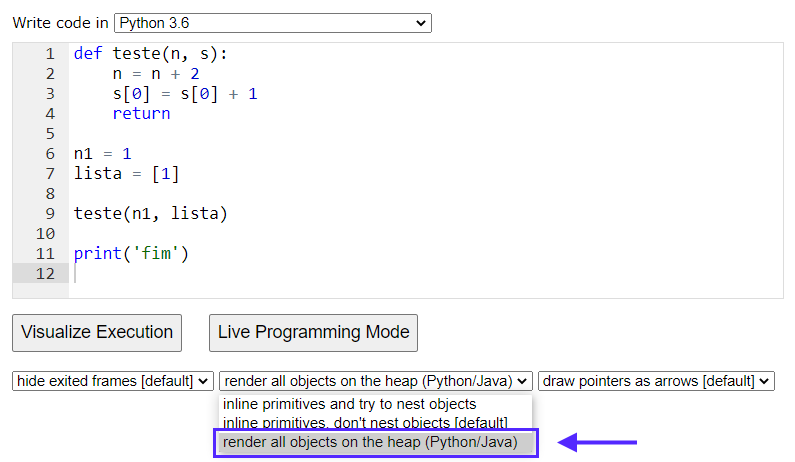 Write code in Python 3.6
1 def teste(n, s):
2     n = n + 2
3     s[0] = s[0] + 1
4     return
5
6 n1 = 1
7 lista = [1]
8
9 teste(n1, lista)
10
11 print('fim')
12
Visualize Execution Live Programming Mode
hide exited frames [default] render all objects on the heap (Python/Java) draw pointers as arrows [default]
inline primitives and try to nest objects
inline primitives, don't nest objects [default]
render all objects on the heap (Python/Java)